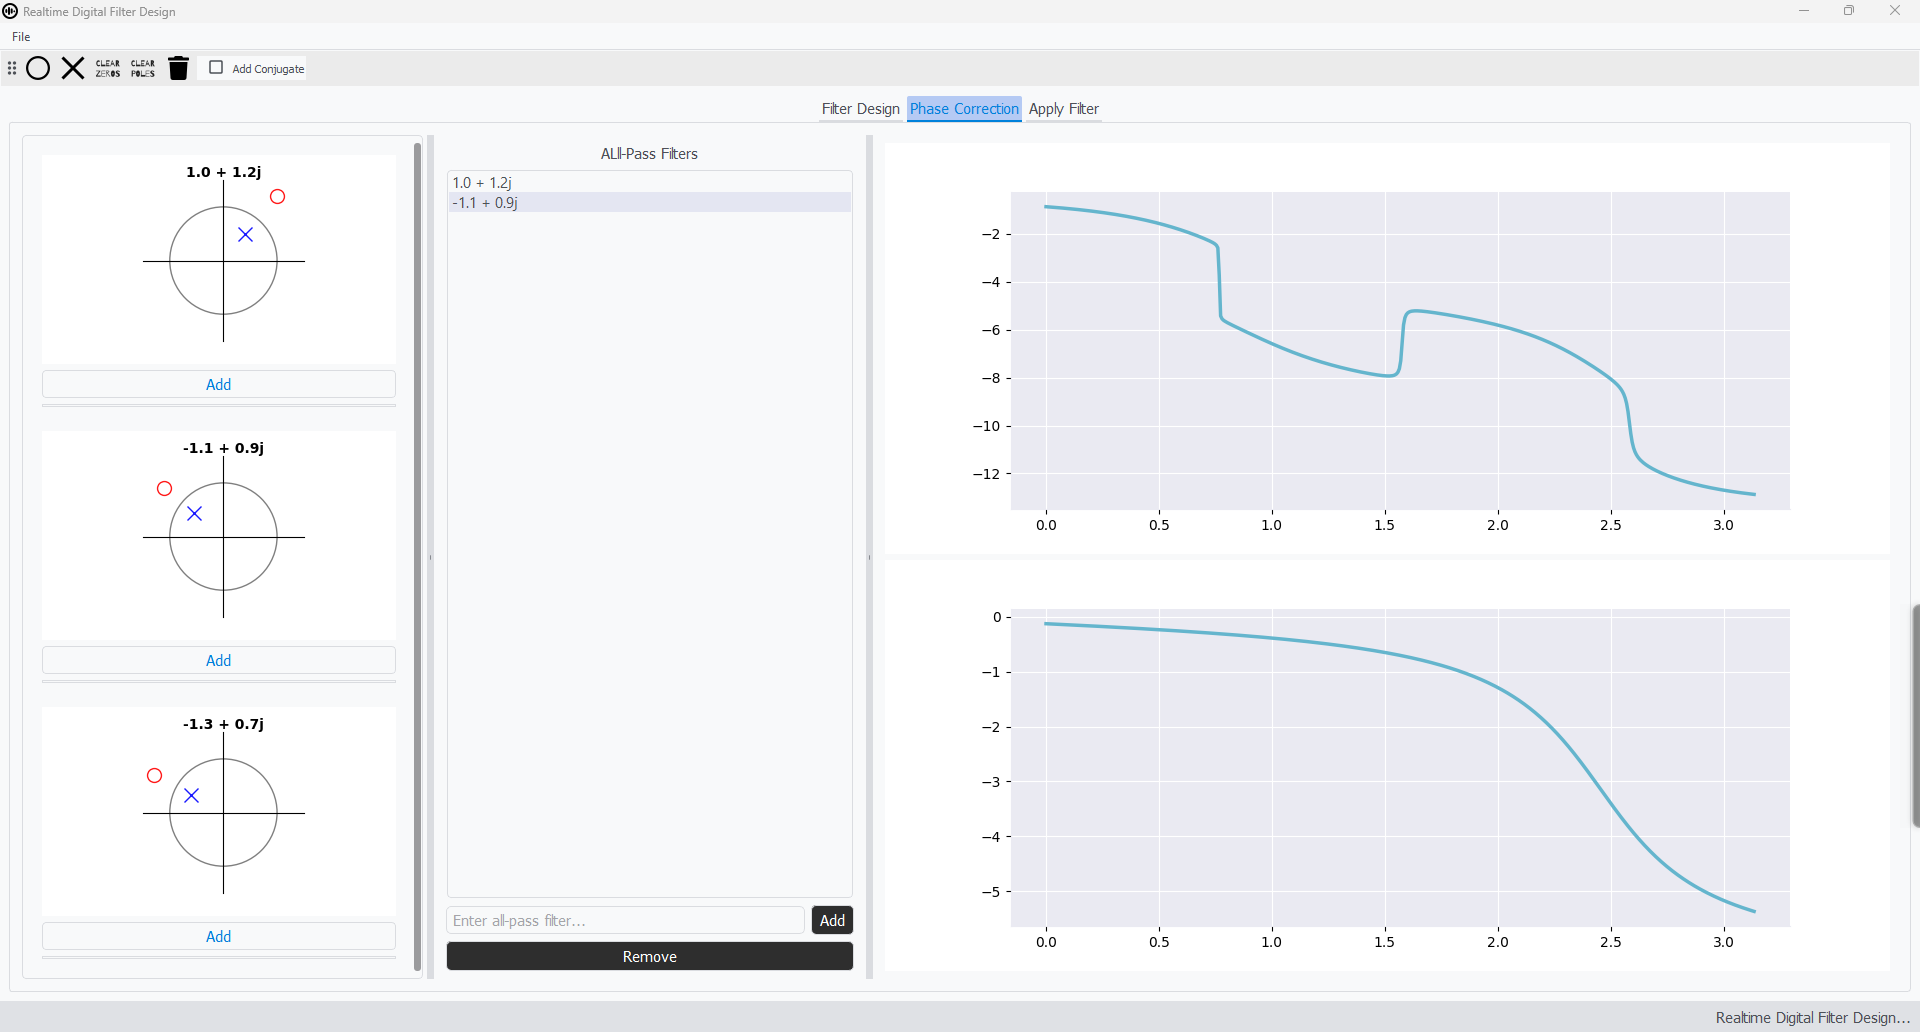 Realtime Digital Filter Design
File
CLEAR ZEROS
CLEAR POLES
Add Conjugate
Filter Design Phase Correction Apply Filter
1.0 + 1.2j
Add
-1.1 + 0.9j
Add
-1.3 + 0.7j
Add
ALll-Pass Filters
1.0 + 1.2j
-1.1 + 0.9j
Enter all-pass filter...
Add
Remove
−2
−4
−6
−8
−10
−12
0.0 0.5 1.0 1.5 2.0 2.5 3.0
0
−1
−2
−3
−4
−5
0.0 0.5 1.0 1.5 2.0 2.5 3.0
Realtime Digital Filter Design...